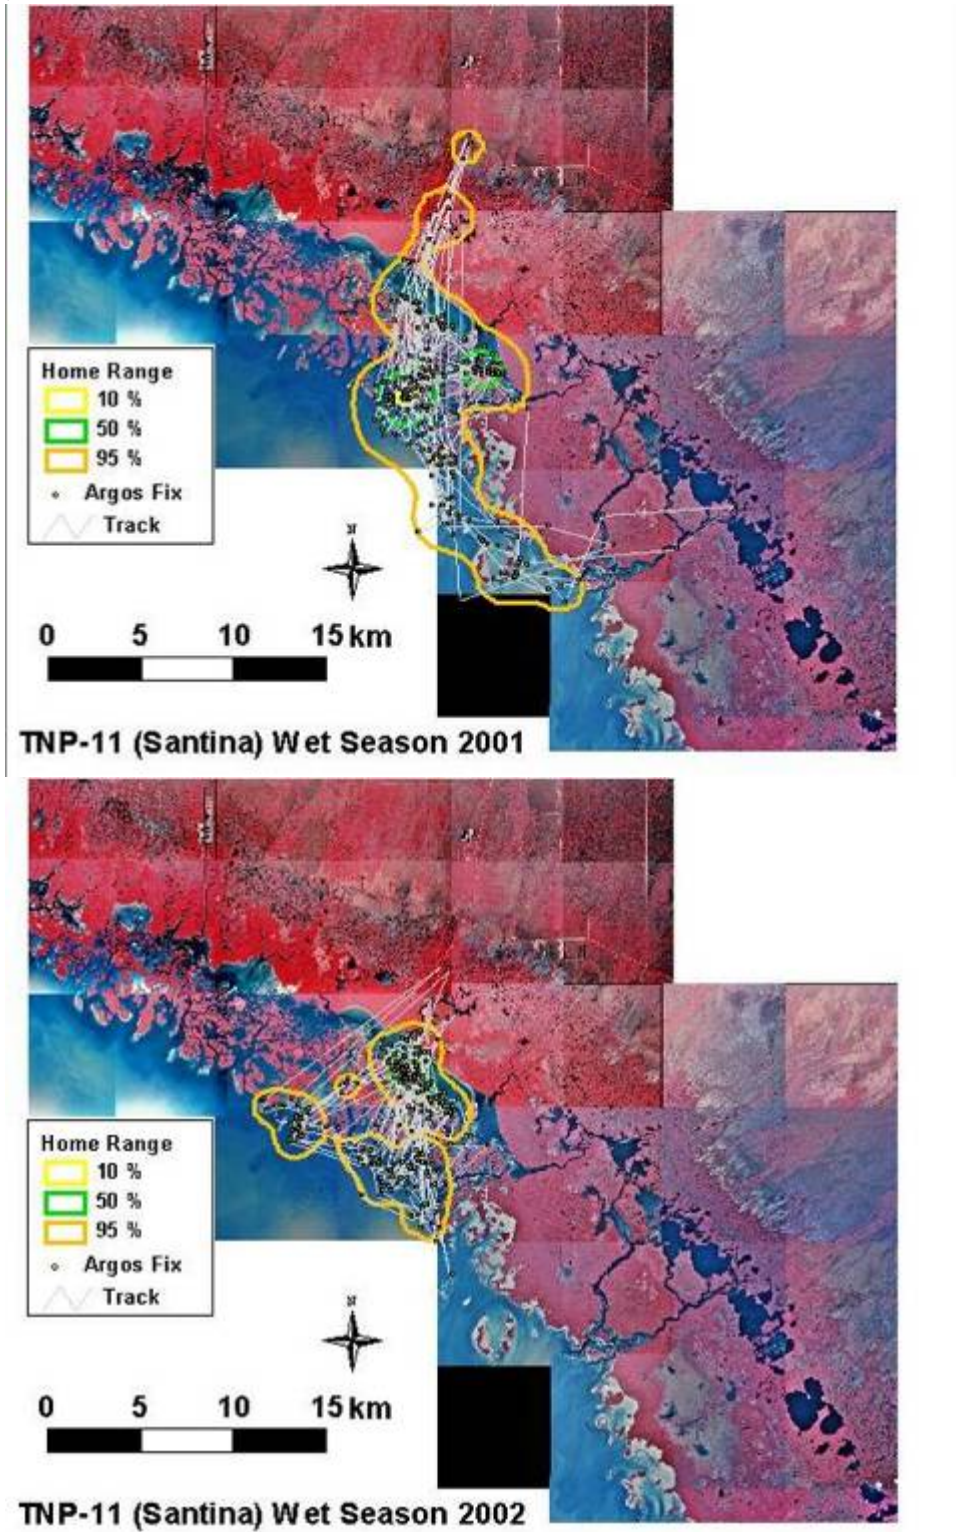 Home Range
10 %
50 %
95 %
Argos Fix
Track
N
0 5 10 15 km
TNP-11 (Santina) Wet Season 2001
Home Range
10 %
50 %
95 %
Argos Fix
Track
N
0 5 10 15 km
TNP-11 (Santina) Wet Season 2002